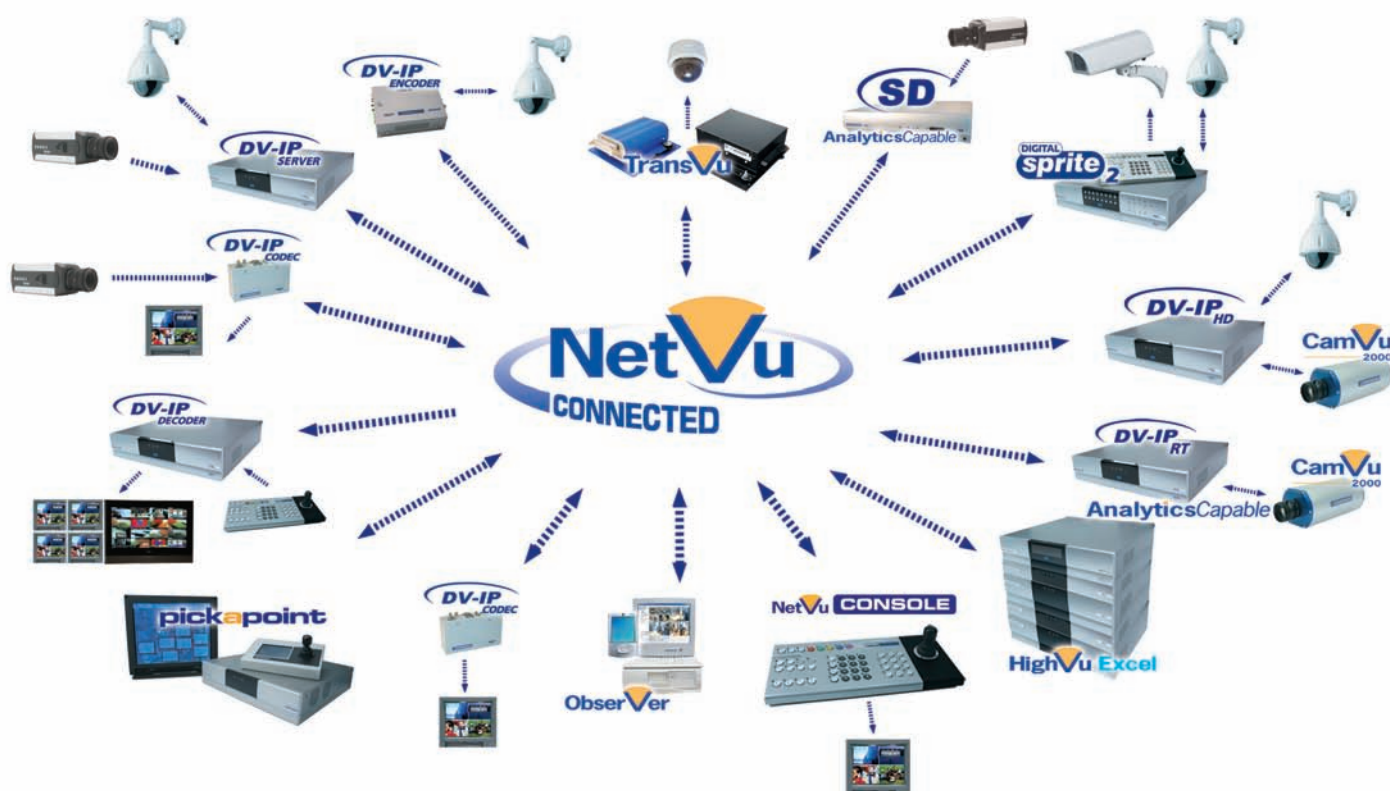 DV-IP
ENCODER
SD
AnalyticsCapable
DV-IP
SERVER
TransVu
DIGITAL
sprite2
DV-IP
CODEC
DV-IP
HD
CamVu
2000
NetVu
CONNECTED
DV-IP
DECODER
DV-IP
RT
CamVu
2000
AnalyticsCapable
pickapoint
DV-IP
CODEC
NetVu CONSOLE
HighVu Excel
ObserVer